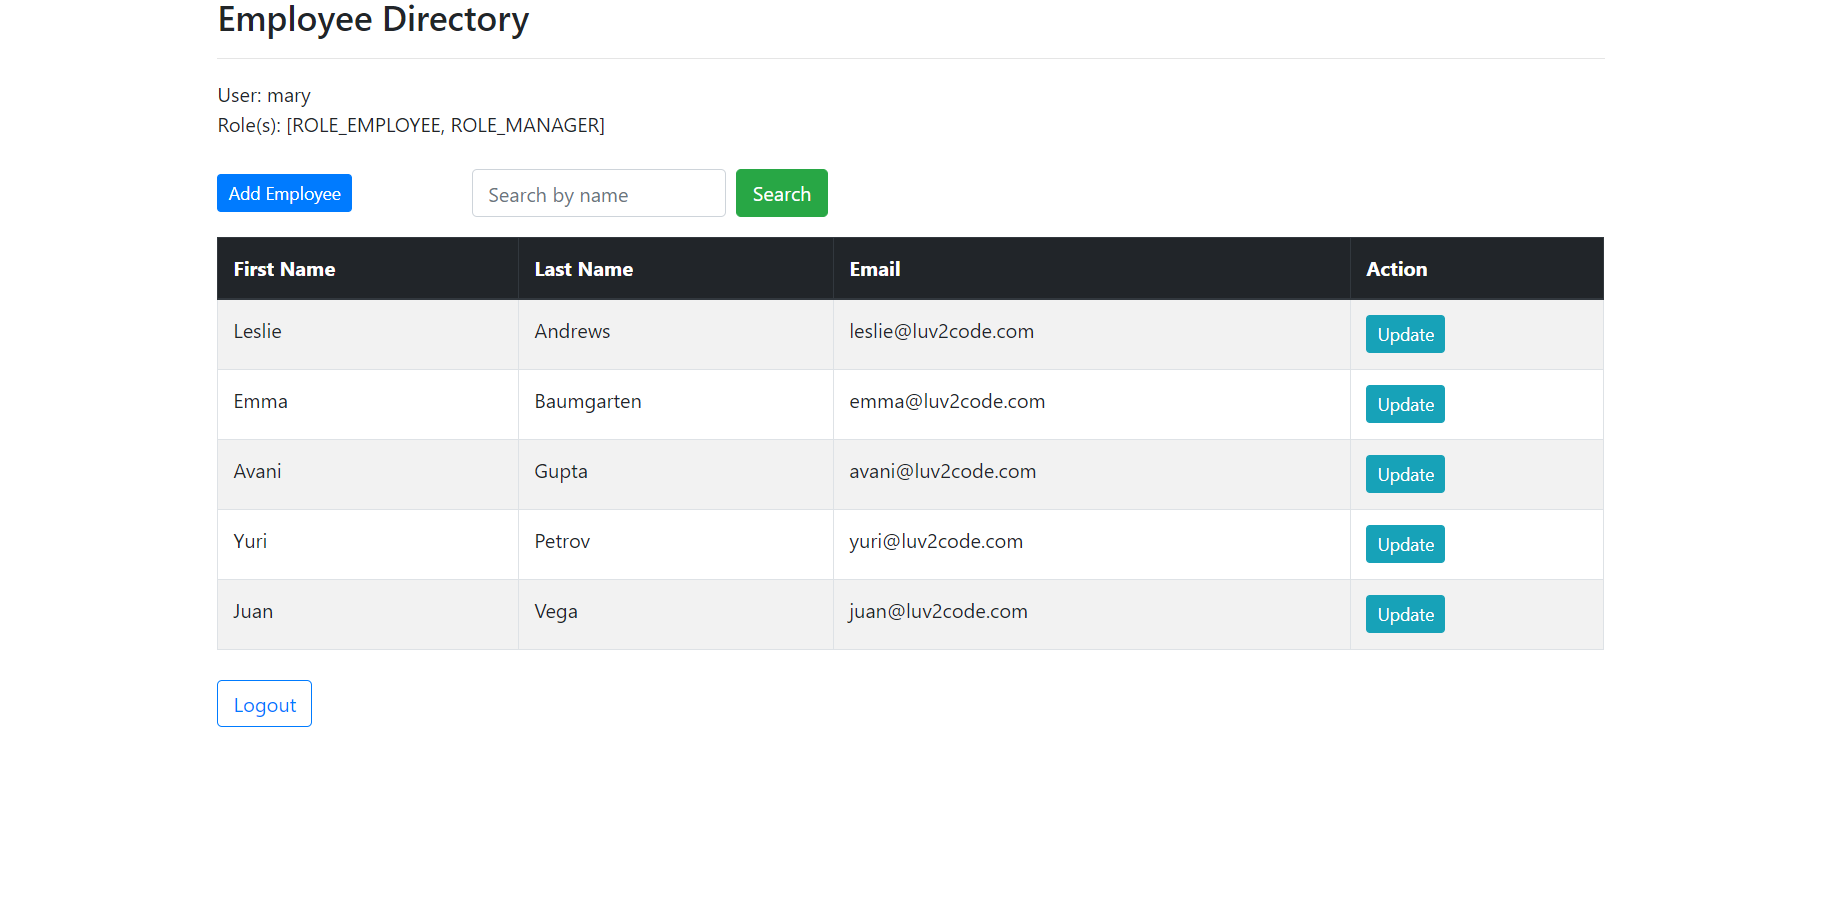 Employee Directory
User: mary
Role(s): [ROLE_EMPLOYEE, ROLE_MANAGER]
Add Employee Search by name Search
First Name Last Name Email Action
Leslie Andrews leslie@luv2code.com Update
Emma Baumgarten emma@luv2code.com Update
Avani Gupta avani@luv2code.com Update
Yuri Petrov yuri@luv2code.com Update
Juan Vega juan@luv2code.com Update
Logout